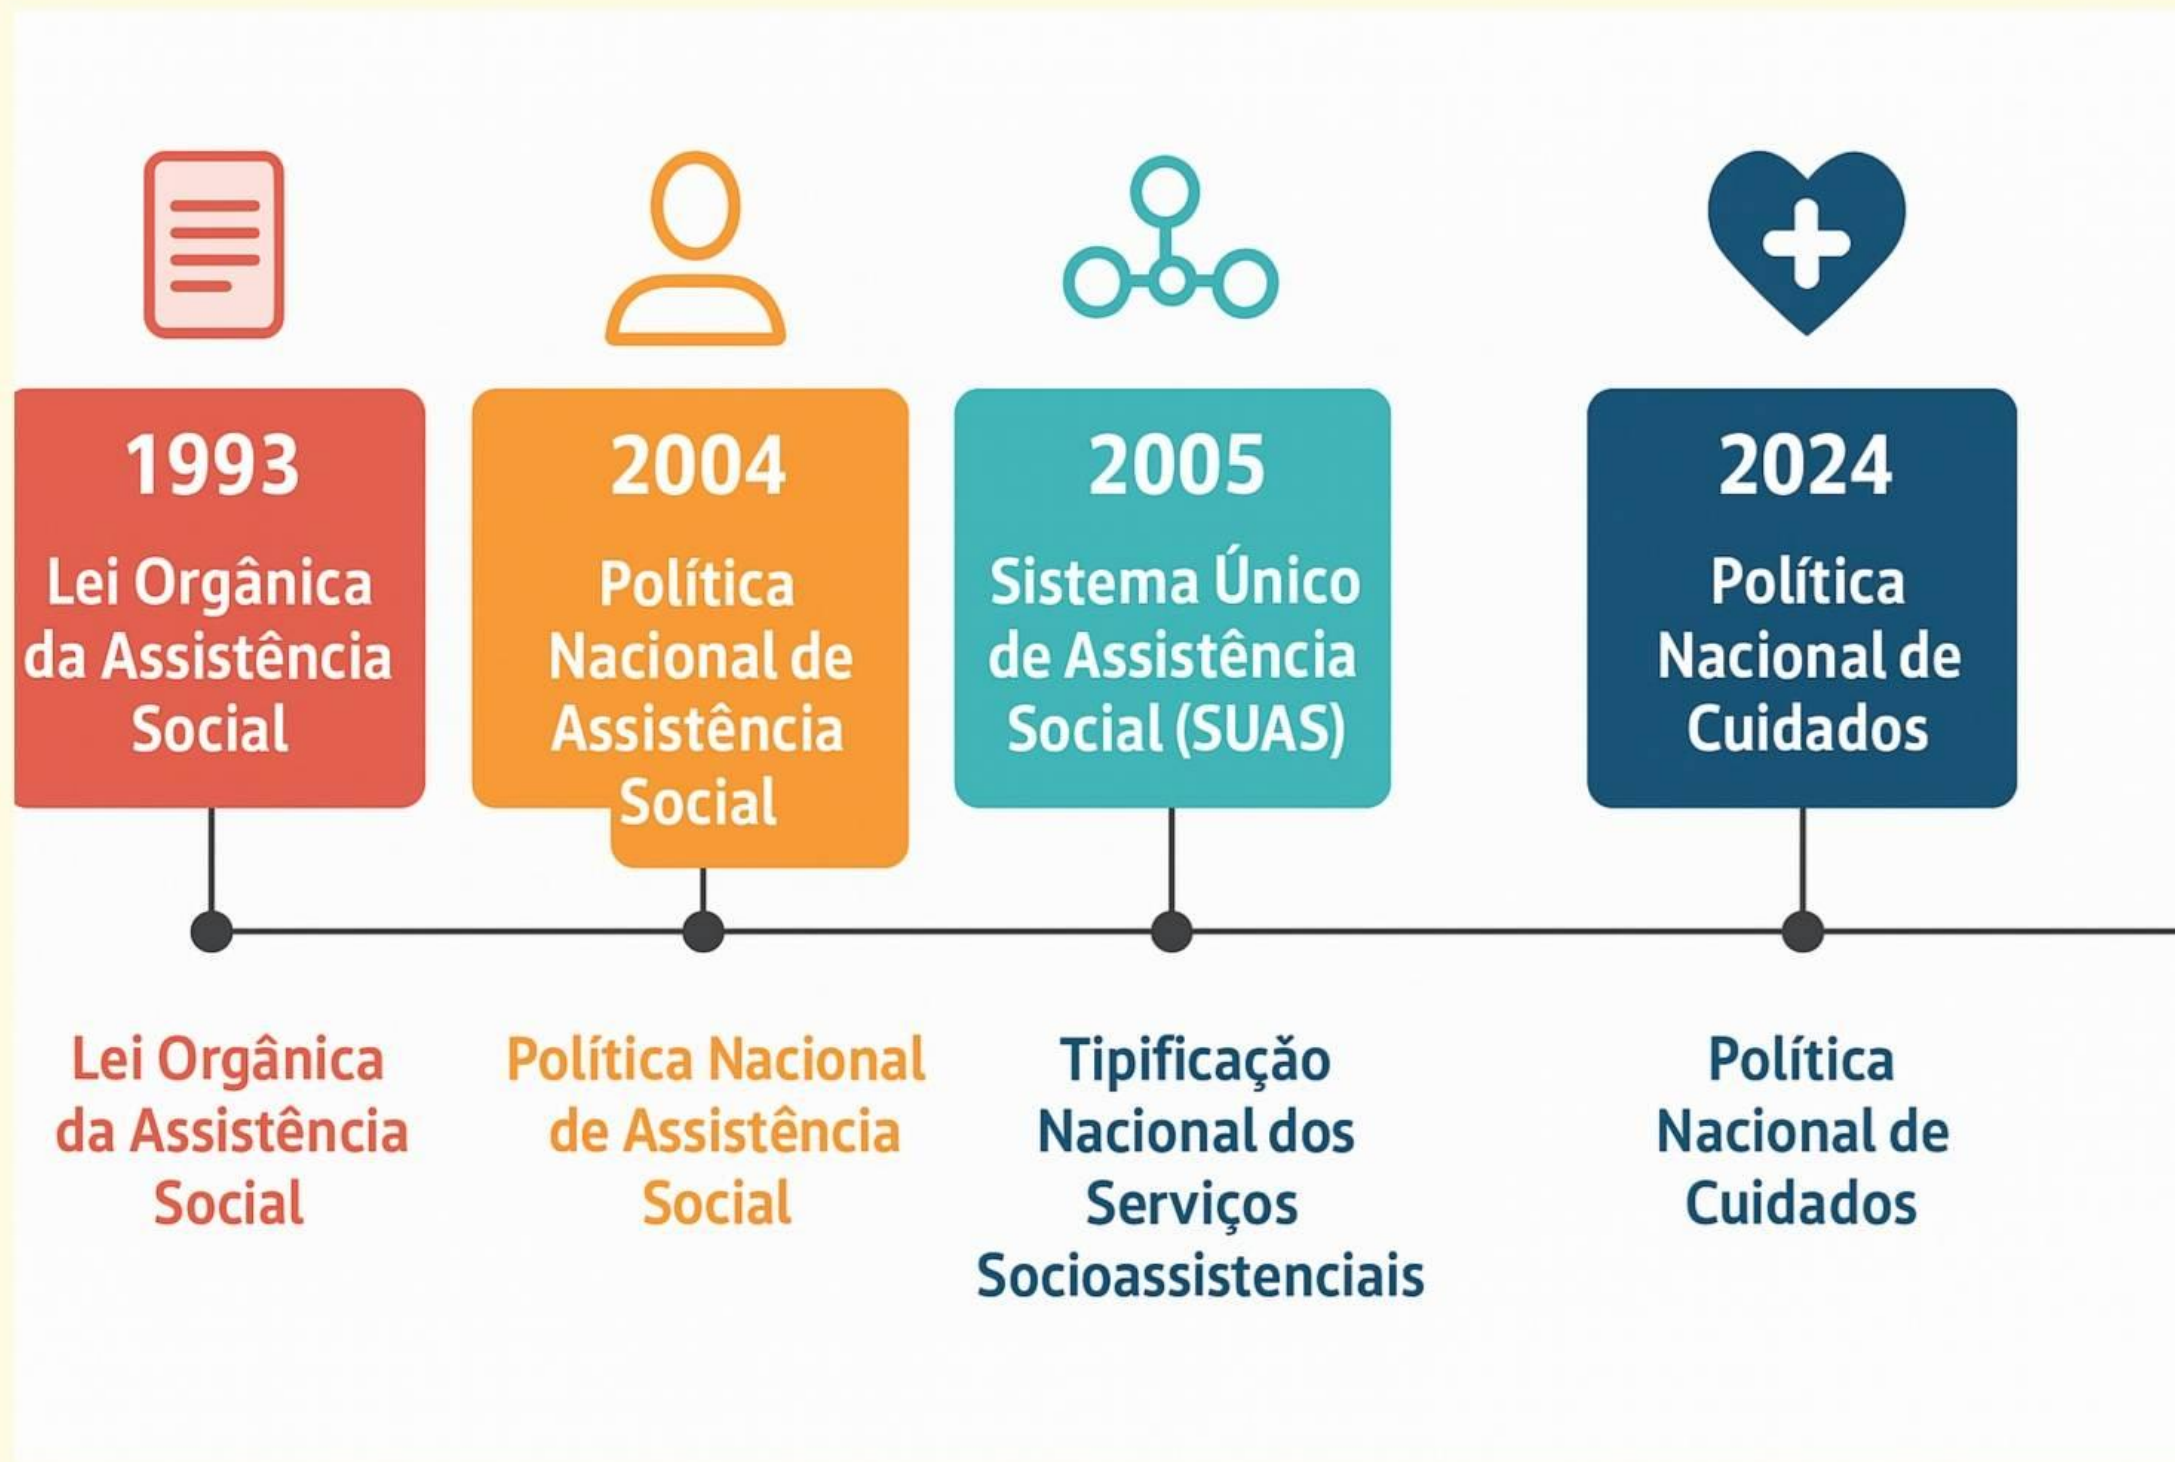 1993
Lei Orgânica
da Assistência
Social
2004
Política
Nacional de
Assistência
Social
2005
Sistema Único
de Assistência
Social (SUAS)
2024
Política
Nacional de
Cuidados
Lei Orgânica
da Assistência
Social
Política Nacional
de Assistência
Social
Tipificaçǎo
Nacional dos
Serviços
Socioassistenciais
Política
Nacional de
Cuidados